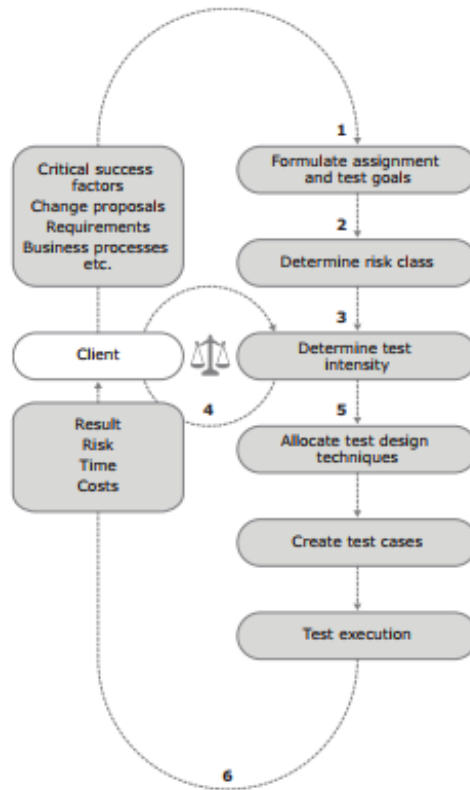 1
Formulate assignment
and test goals
Critical success
factors
Change proposals
Requirements
Business processes
etc.
2
Determine risk class
3
Client
Determine test
intensity
4
5
Result
Risk
Time
Costs
Allocate test design
techniques
Create test cases
Test execution
6